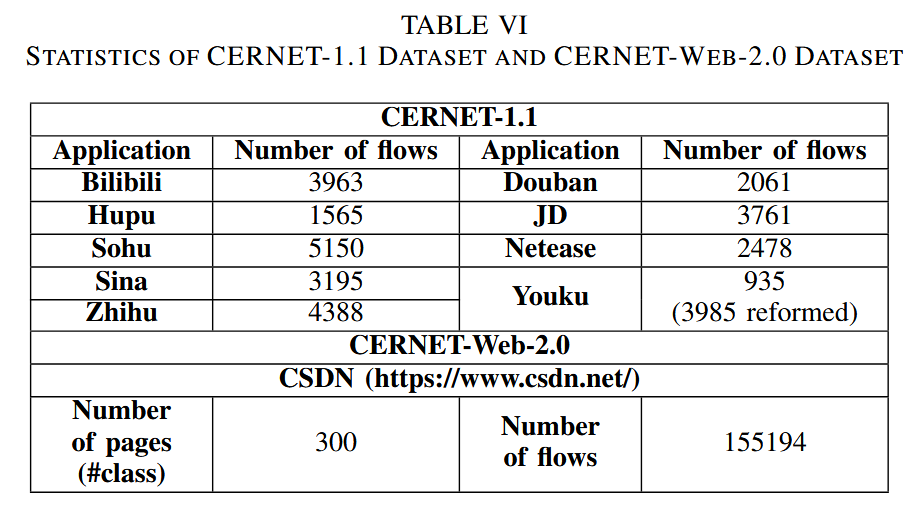 TABLE VI
STATISTICS OF CERNET-1.1 DATASET AND CERNET-WEB-2.0 DATASET
CERNET-1.1
Application Number of flows Application Number of flows
Bilibili 3963 Douban 2061
Hupu 1565 JD 3761
Sohu 5150 Netease 2478
Sina 3195 Youku 935
Zhihu 4388 (3985 reformed)
CERNET-Web-2.0
CSDN (https://www.csdn.net/)
Number
of pages
(#class)
300
Number
of flows
155194